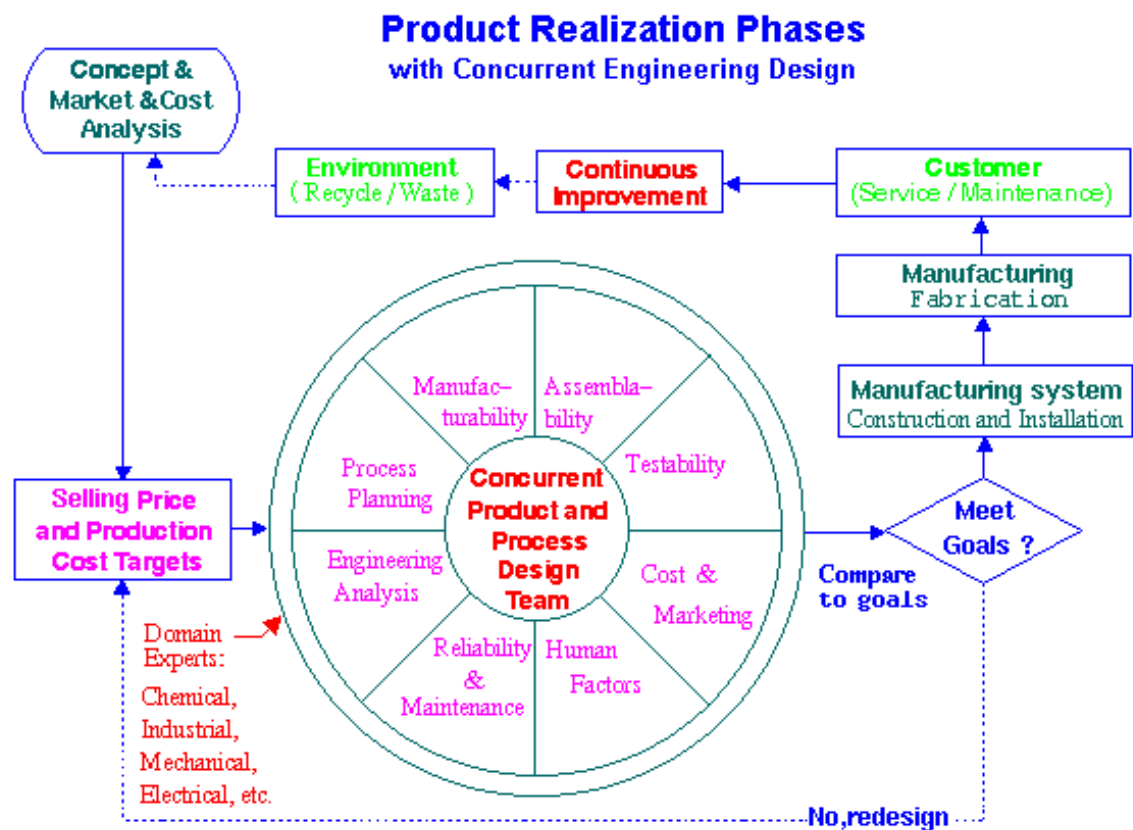 Product Realization Phases
with Concurrent Engineering Design
Concept &
Market &Cost
Analysis
Environment
( Recycle / Waste )
Continuous
Improvement
Customer
(Service / Maintenance)
Manufacturing
Fabrication
Manufacturing system
Construction and Installation
Manufac–
turability
Assembla–
bility
Process
Planning
Testability
Concurrent
Product and
Process
Design
Team
Selling Price
and Production
Cost Targets
Meet
Goals ?
Engineering
Analysis
Cost &
Marketing
Compare
to goals
Reliability
&
Maintenance
Human
Factors
Domain
Experts:
Chemical,
Industrial,
Mechanical,
Electrical, etc.
No,redesign